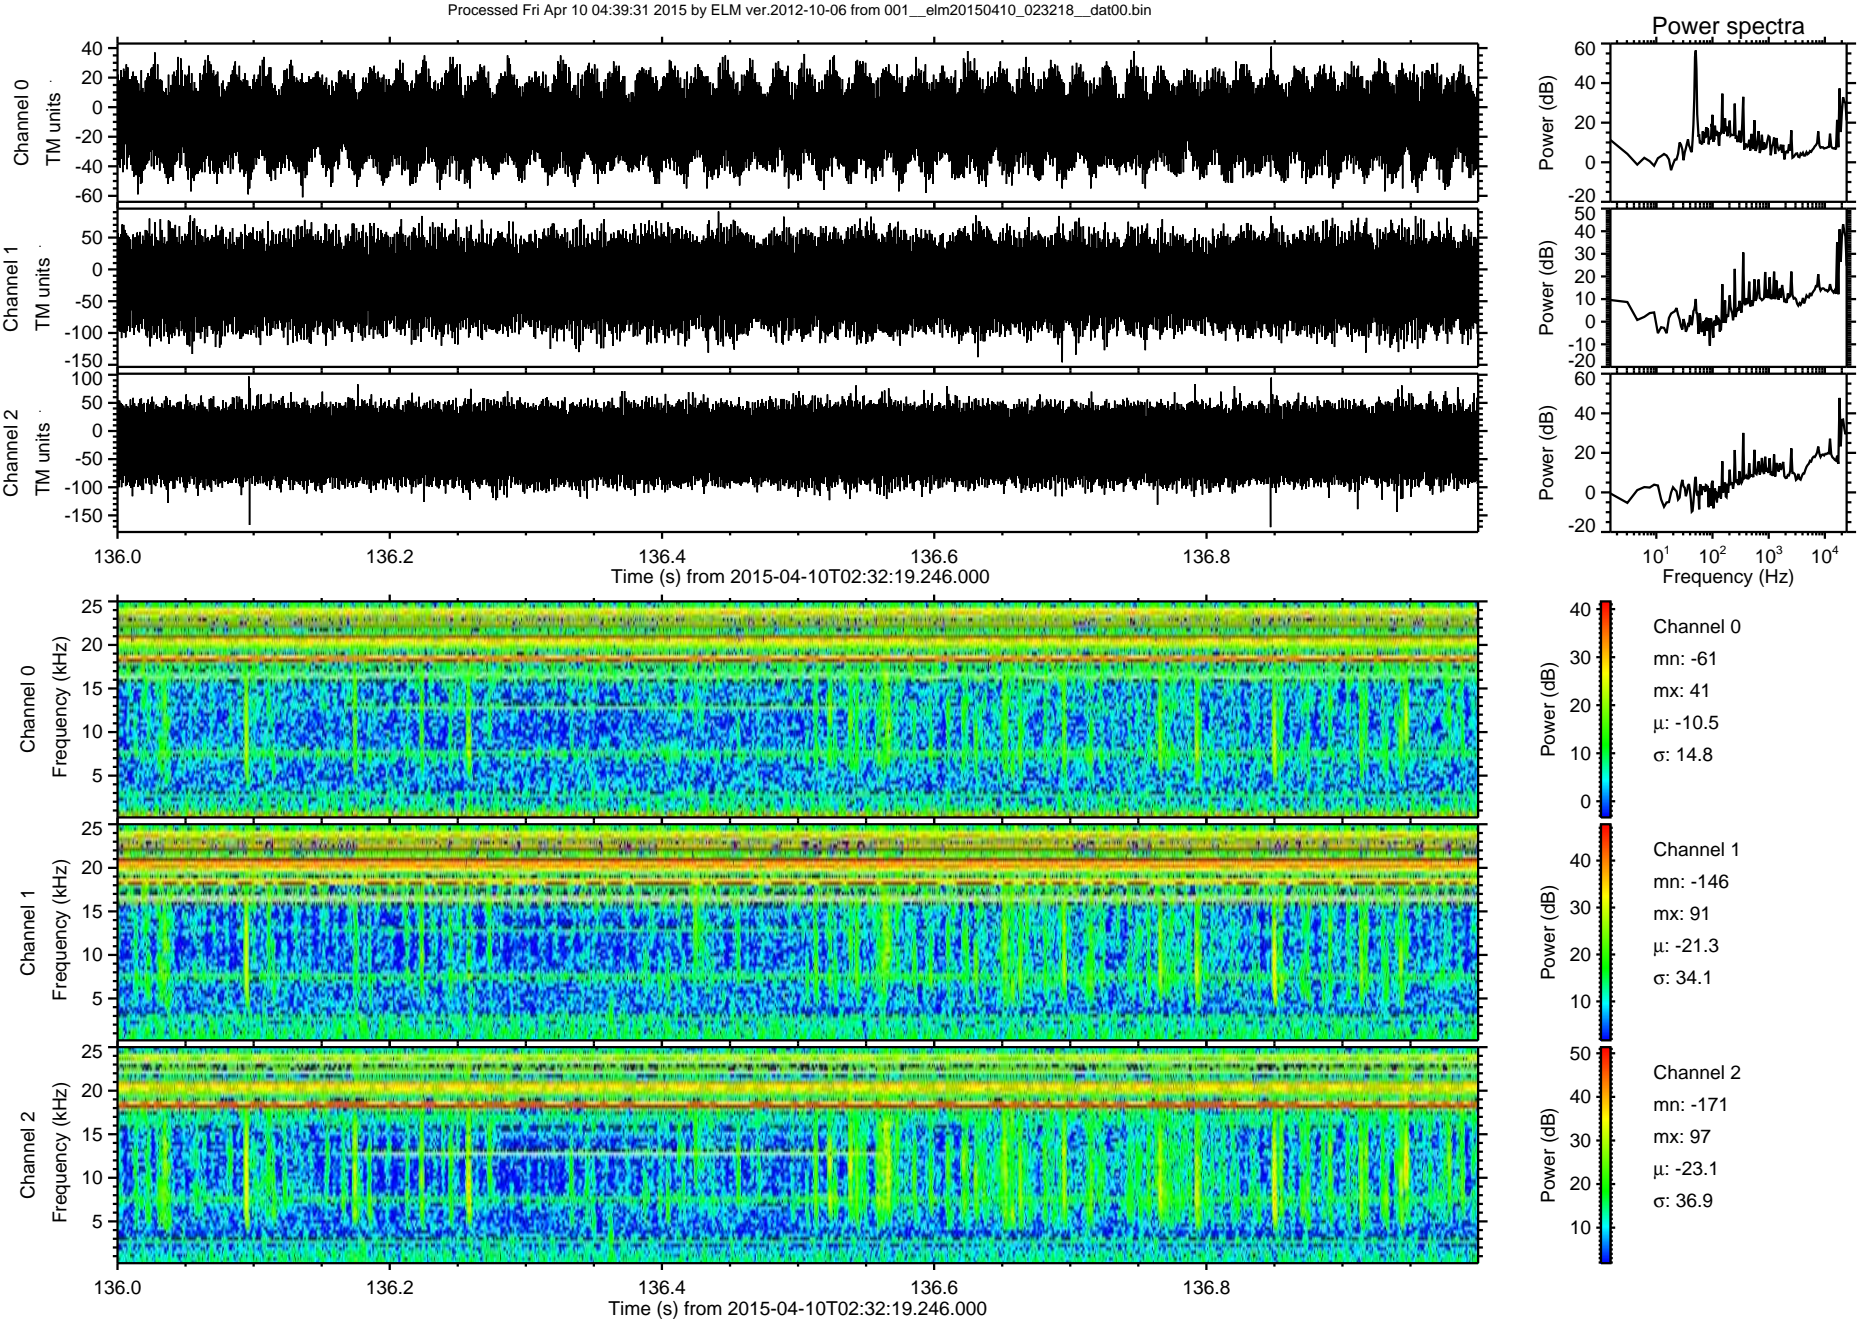 Processed Fri Apr 10 04:39:31 2015 by ELM ver.2012-10-06 from 001__elm20150410_023218__dat00.bin
Power spectra
Channel 0
TM units
40
20
0
-20
-40
-60
Power (dB)
60
40
20
0
-20
Channel 1
TM units
50
0
-50
-100
-150
Power (dB)
50
40
30
20
10
0
-10
-20
Channel 2
TM units
100
50
0
-50
-100
-150
Power (dB)
60
40
20
0
-20
136.0 136.2 136.4 136.6 136.8
Time (s) from 2015-04-10T02:32:19.246.000
10^1 10^2 10^3 10^4
Frequency (Hz)
Channel 0
Frequency (kHz)
25
20
15
10
5
Power (dB)
40
30
20
10
0
Channel 0
mn: -61
mx: 41
μ: -10.5
σ: 14.8
Channel 1
Frequency (kHz)
25
20
15
10
5
Power (dB)
40
30
20
10
Channel 1
mn: -146
mx: 91
μ: -21.3
σ: 34.1
Channel 2
Frequency (kHz)
25
20
15
10
5
Power (dB)
50
40
30
20
10
Channel 2
mn: -171
mx: 97
μ: -23.1
σ: 36.9
136.0 136.2 136.4 136.6 136.8
Time (s) from 2015-04-10T02:32:19.246.000